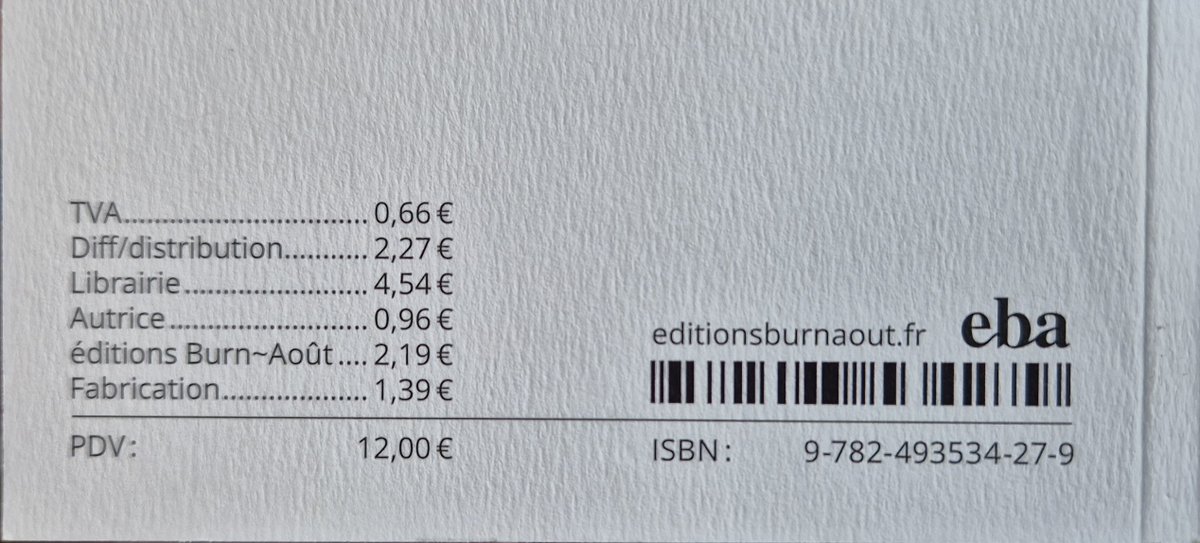 TVA.............................. 0,66 €
Diff/distribution........... 2,27 €
Librairie....................... 4,54 €
Autrice......................... 0,96 €
éditions Burn~Août.... 2,19 €
Fabrication................... 1,39 €
PDV : 12,00 €
editionsburnaout.fr eba
ISBN : 9-782-493534-27-9